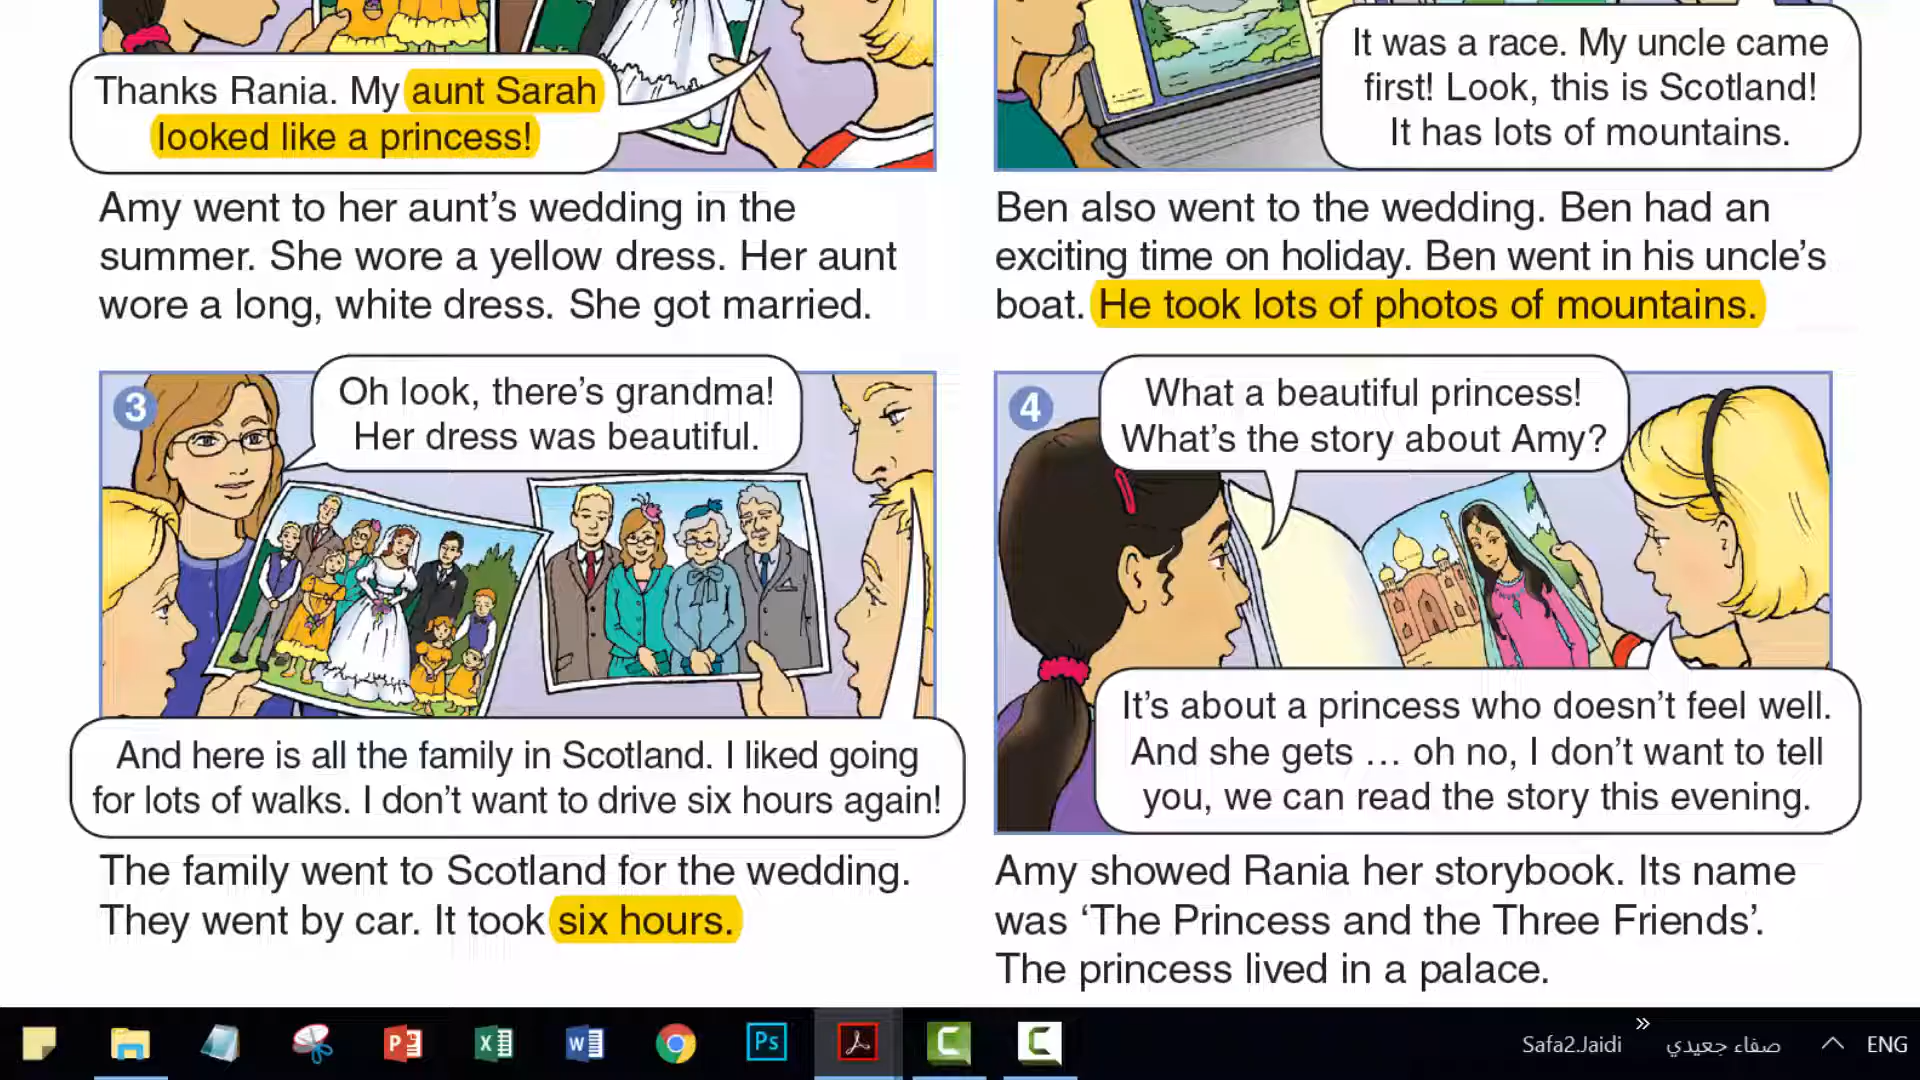 Thanks Rania. My aunt Sarah
looked like a princess!
Amy went to her aunt’s wedding in the
summer. She wore a yellow dress. Her aunt
wore a long, white dress. She got married.
It was a race. My uncle came
first! Look, this is Scotland!
It has lots of mountains.
Ben also went to the wedding. Ben had an
exciting time on holiday. Ben went in his uncle’s
boat. He took lots of photos of mountains.
3
Oh look, there’s grandma!
Her dress was beautiful.
And here is all the family in Scotland. I liked going
for lots of walks. I don’t want to drive six hours again!
The family went to Scotland for the wedding.
They went by car. It took six hours.
4
What a beautiful princess!
What’s the story about Amy?
It’s about a princess who doesn’t feel well.
And she gets … oh no, I don’t want to tell
you, we can read the story this evening.
Amy showed Rania her storybook. Its name
was ‘The Princess and the Three Friends’.
The princess lived in a palace.
Ps
Safa2.Jaidi
صفاء جعيدي
ENG